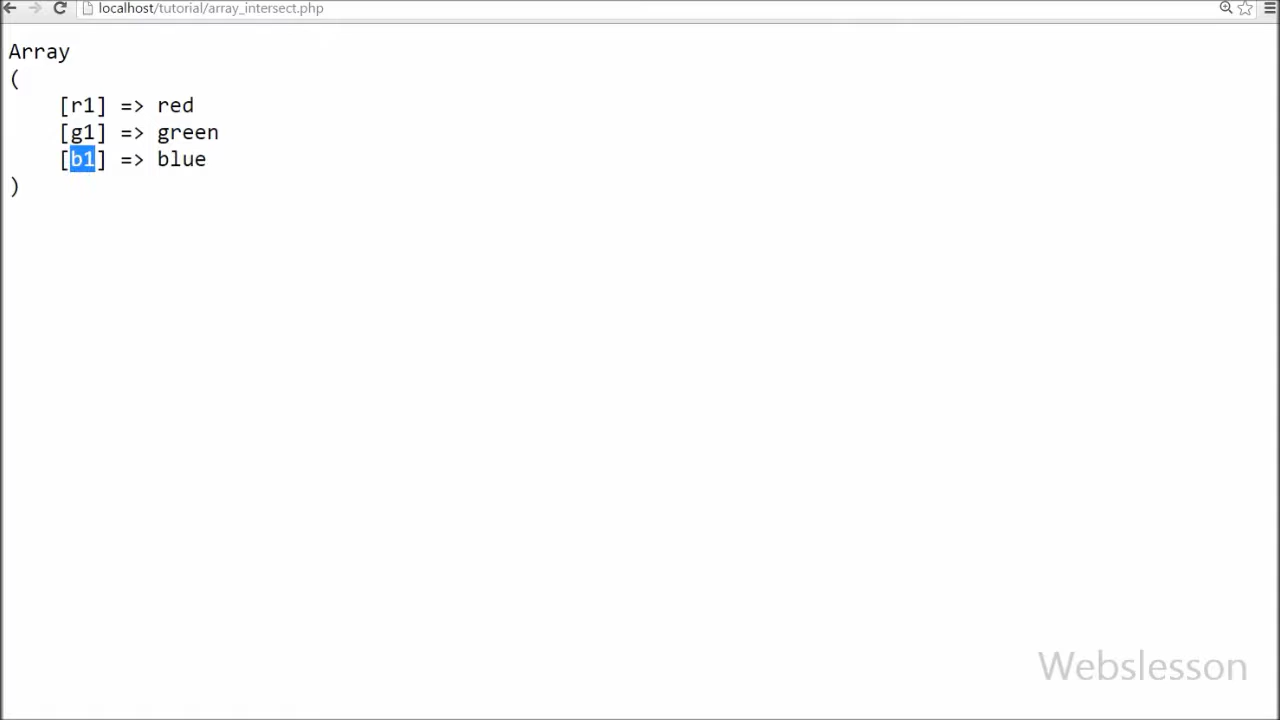 localhost/tutorial/array_intersect.php
Array
(
[r1] => red
[g1] => green
[b1] => blue
)
Webslesson